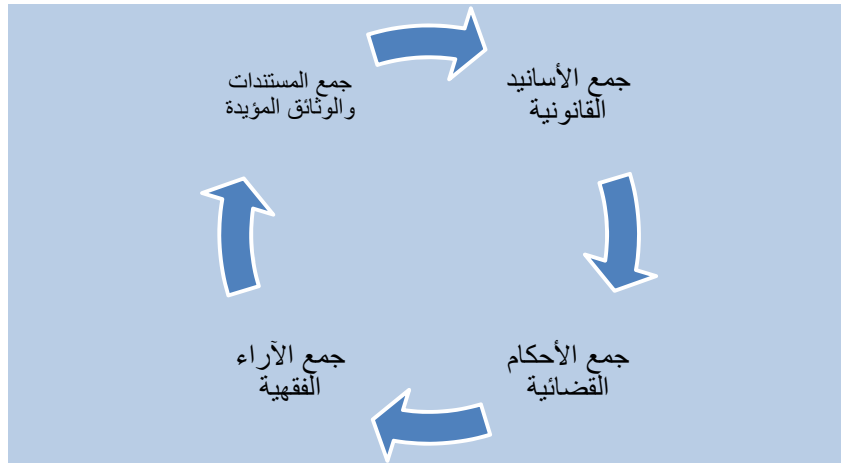 جمع الأسانيد
القانونية
جمع الأحكام
القضائية
جمع الآراء
الفقهية
جمع المستندات
والوثائق المؤيدة